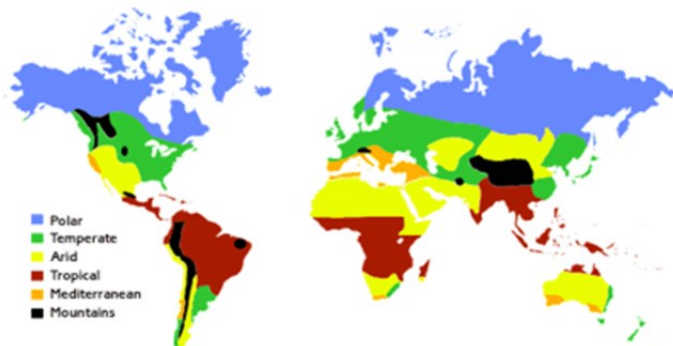 Polar
Temperate
Arid
Tropical
Mediterranean
Mountains